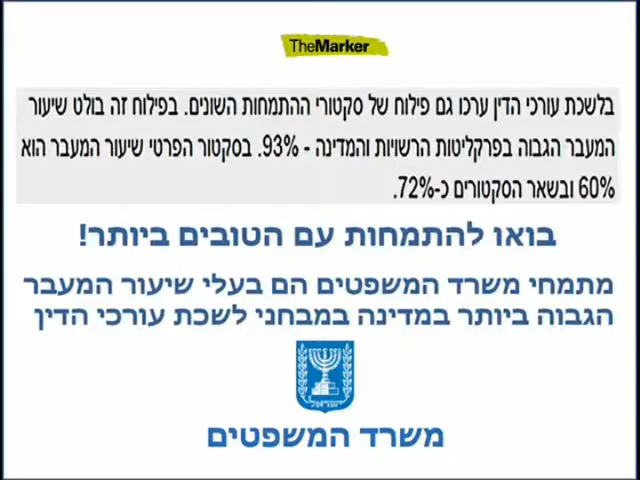 TheMarker
בלשכת עורכי הדין ערכו גם פילוח של סקטורי ההתמחות השונים. בפילוח זה בולט שיעור
המעבר הגבוה בפרקליטות הרשויות והמדינה - 93%. בסקטור הפרטי שיעור המעבר הוא
60% ובשאר הסקטורים כ-72%.
בואו להתמחות עם הטובים ביותר!
מתמחי משרד המשפטים הם בעלי שיעור המעבר
הגבוה ביותר במדינה במבחני לשכת עורכי הדין
ישראל
משרד המשפטים